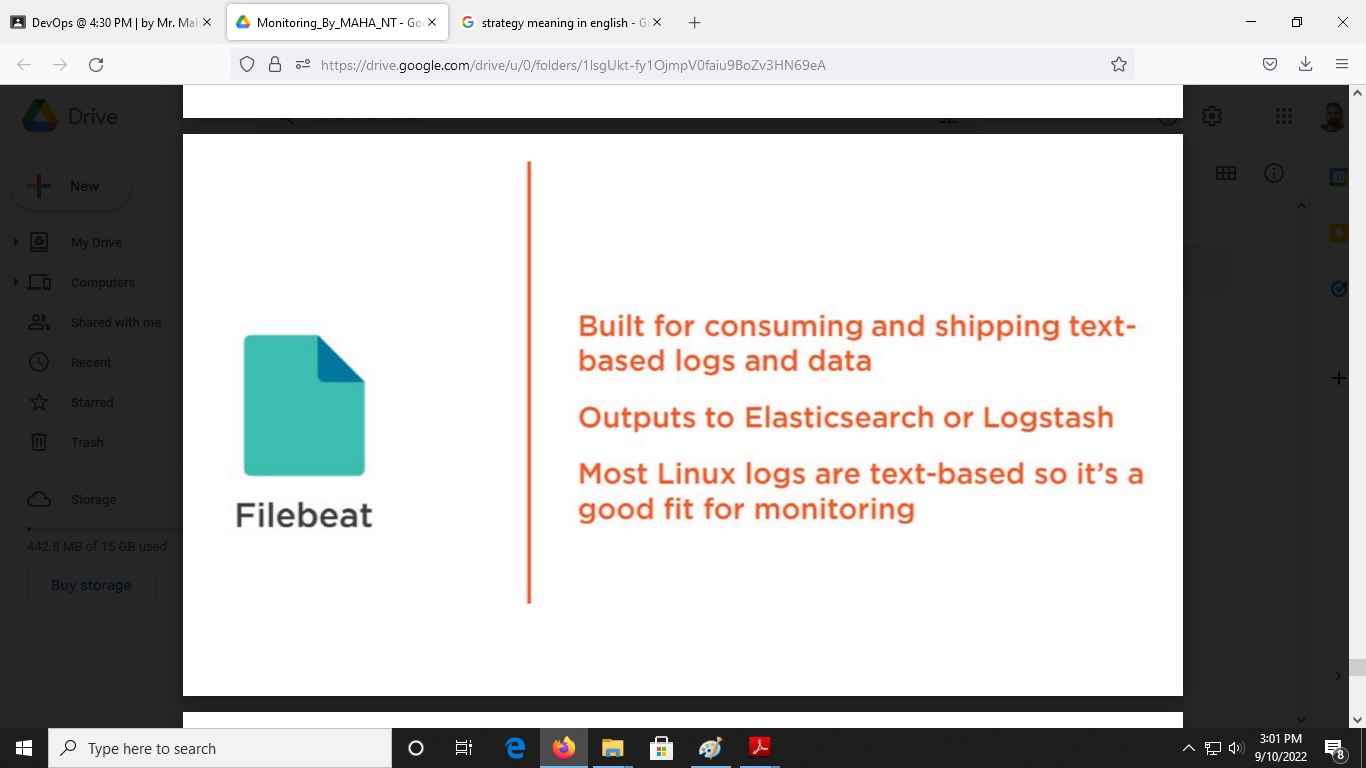 DevOps @ 4:30 PM | by Mr. Mah
Monitoring_By_MAHA_NT - Goo
strategy meaning in english - Go
https://drive.google.com/drive/u/0/folders/1lsgUkt-fy1OjmpV0faiu9BoZv3HN69eA
Drive
New
My Drive
Computers
Shared with me
Recent
Starred
Trash
Storage
442.8 MB of 15 GB used
Buy storage
Filebeat
Built for consuming and shipping text-
based logs and data
Outputs to Elasticsearch or Logstash
Most Linux logs are text-based so it's a
good fit for monitoring
Type here to search
3:01 PM
9/10/2022
8